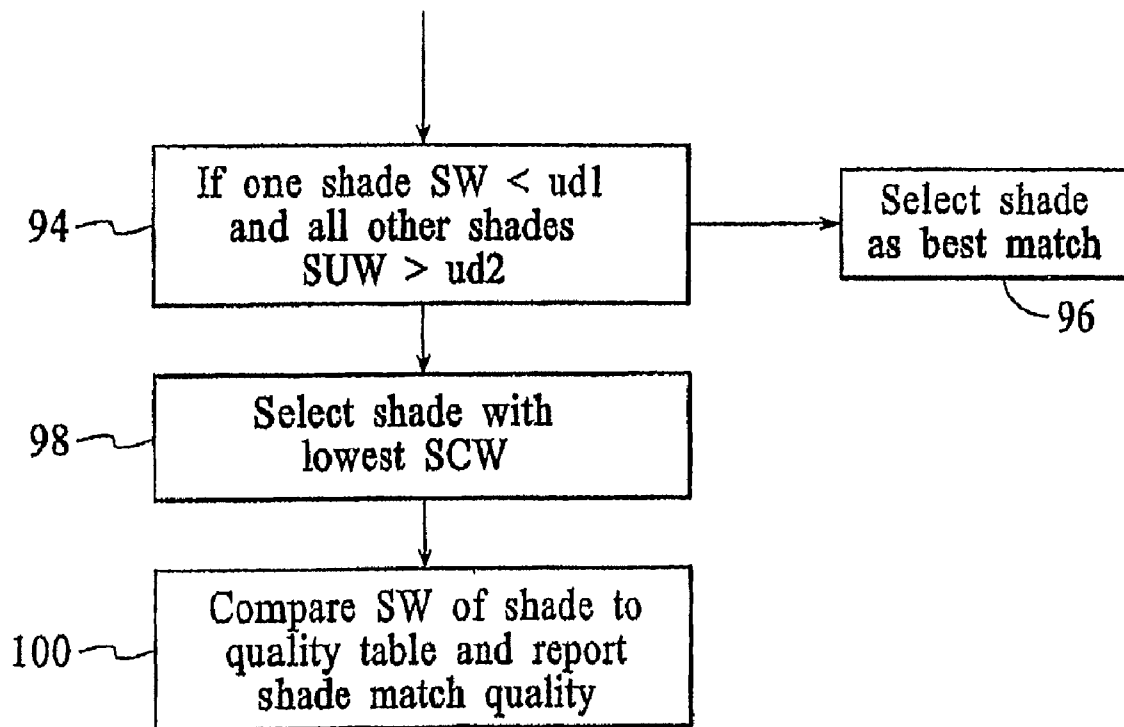 94
If one shade SW < ud1
and all other shades
SUW > ud2
Select shade
as best match
96
98
Select shade with
lowest SCW
100
Compare SW of shade to
quality table and report
shade match quality